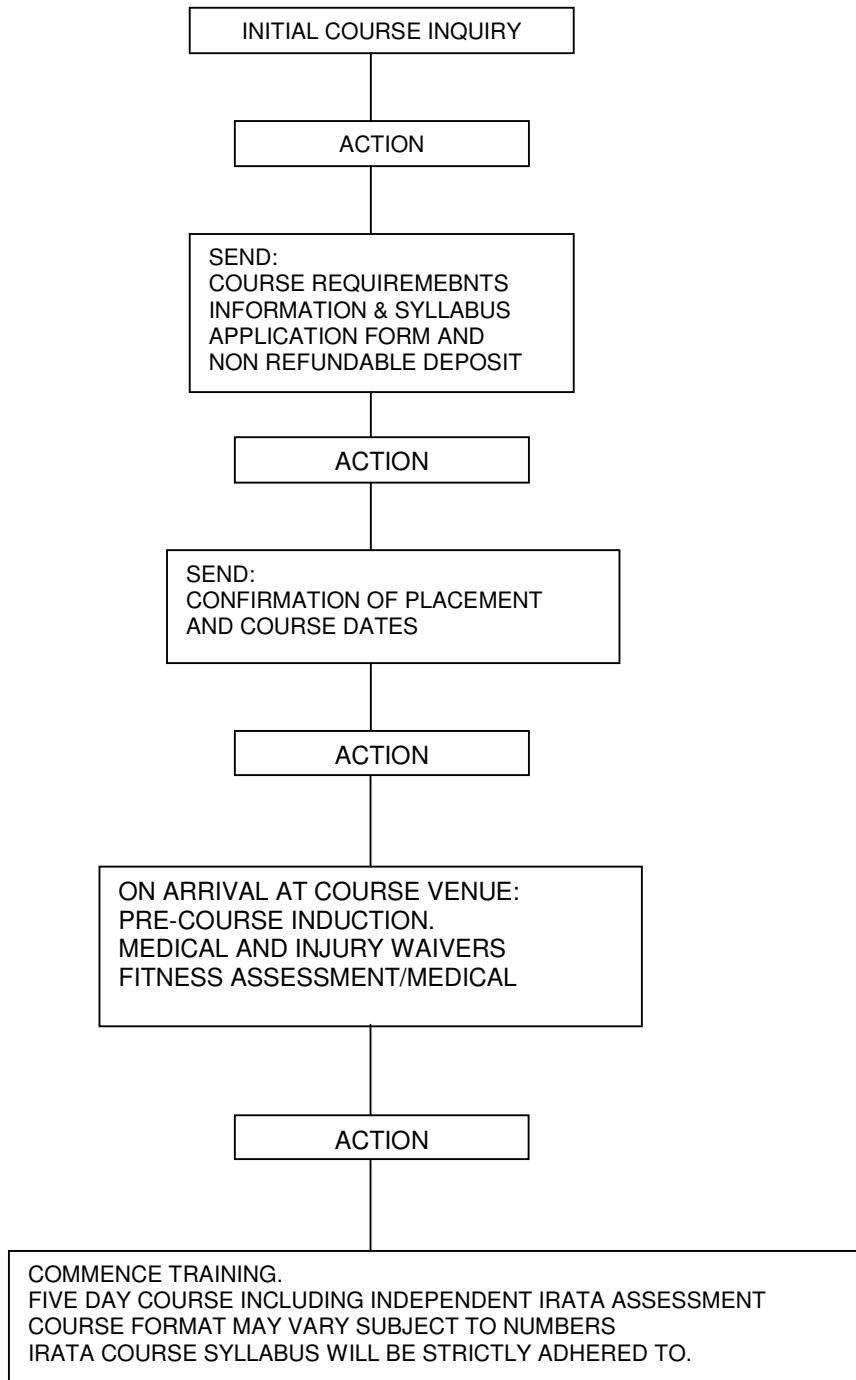 INITIAL COURSE INQUIRY
ACTION
SEND:
COURSE REQUIREMEBNTS
INFORMATION & SYLLABUS
APPLICATION FORM AND
NON REFUNDABLE DEPOSIT
ACTION
SEND:
CONFIRMATION OF PLACEMENT
AND COURSE DATES
ACTION
ON ARRIVAL AT COURSE VENUE:
PRE-COURSE INDUCTION.
MEDICAL AND INJURY WAIVERS
FITNESS ASSESSMENT/MEDICAL
ACTION
COMMENCE TRAINING.
FIVE DAY COURSE INCLUDING INDEPENDENT IRATA ASSESSMENT
COURSE FORMAT MAY VARY SUBJECT TO NUMBERS
IRATA COURSE SYLLABUS WILL BE STRICTLY ADHERED TO.